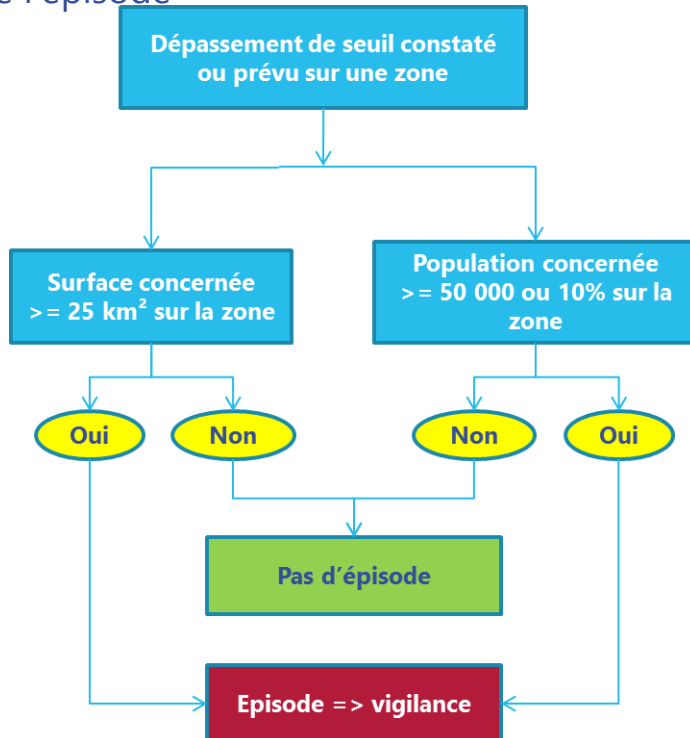 l'épisode
Dépassement de seuil constaté
ou prévu sur une zone
Surface concernée
>= 25 km² sur la zone
Population concernée
>= 50 000 ou 10% sur la
zone
Oui
Non
Non
Oui
Pas d'épisode
Episode => vigilance